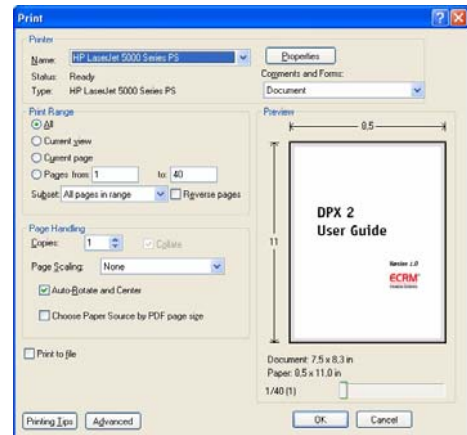 Print
Printer
Name: HP LaserJet 5000 Series PS
Properties
Status: Ready
Comments and Forms:
Type: HP LaserJet 5000 Series PS
Document
Print Range
All
Current view
Current page
Pages from: 1 to: 40
Subset: All pages in range
Reverse pages
Page Handling
Copies: 1
Collate
Page Scaling: None
Auto-Rotate and Center
Choose Paper Source by PDF page size
Print to file
Preview
8,5
11
DPX 2
User Guide
Version 1.0
ECRM
Document: 7,5 x 8,3 in
Paper: 8,5 x 11,0 in
1/40 (1)
Printing Tips
Advanced
OK
Cancel